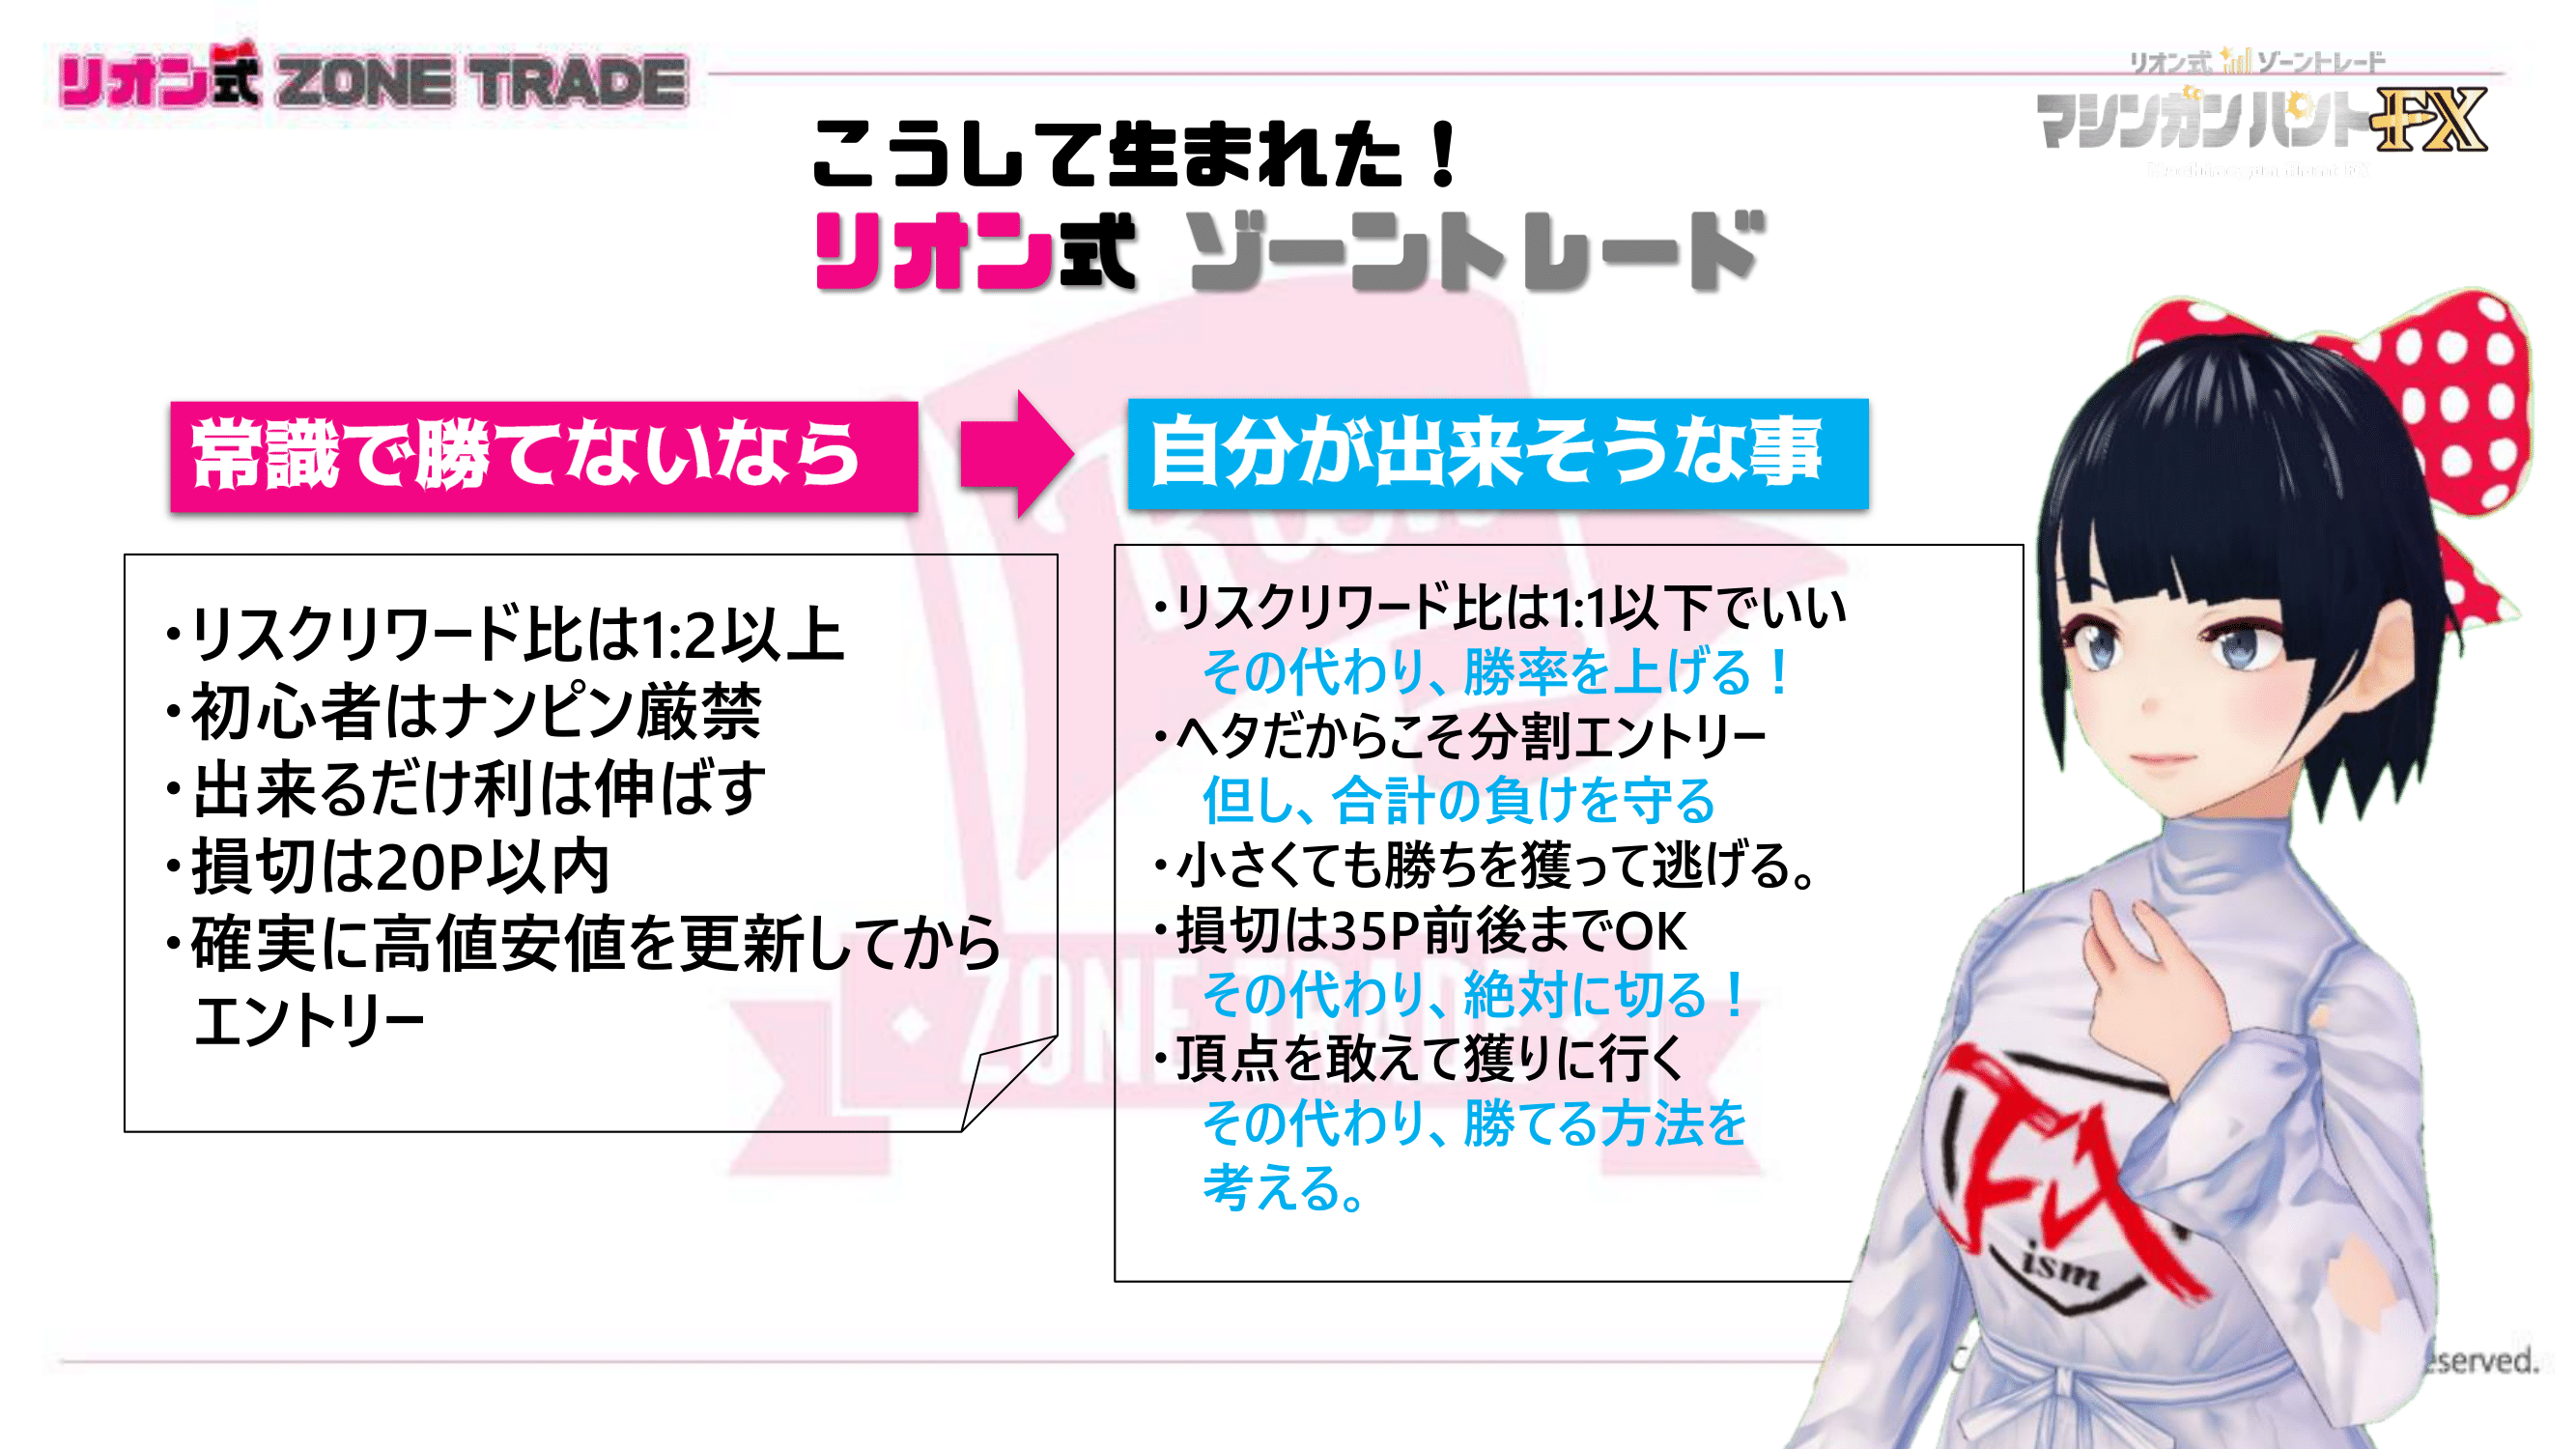 リオン式 ZONE TRADE
リオン式 ゾーントレード
マシンガンハントFX
こうして生まれた！
リオン式 ゾーントレード
常識で勝てないなら
自分が出来そうな事
・リスクリワード比は1:2以上
・初心者はナンピン厳禁
・出来るだけ利は伸ばす
・損切は20P以内
・確実に高値安値を更新してから
エントリー
・リスクリワード比は1:1以下でいい
その代わり、勝率を上げる！
・ヘタだからこそ分割エントリー
但し、合計の負けを守る
・小さくても勝ちを獲って逃げる。
・損切は35P前後までOK
その代わり、絶対に切る！
・頂点を敢えて獲りに行く
その代わり、勝てる方法を
考える。
ZONE TRADE
FX
ism